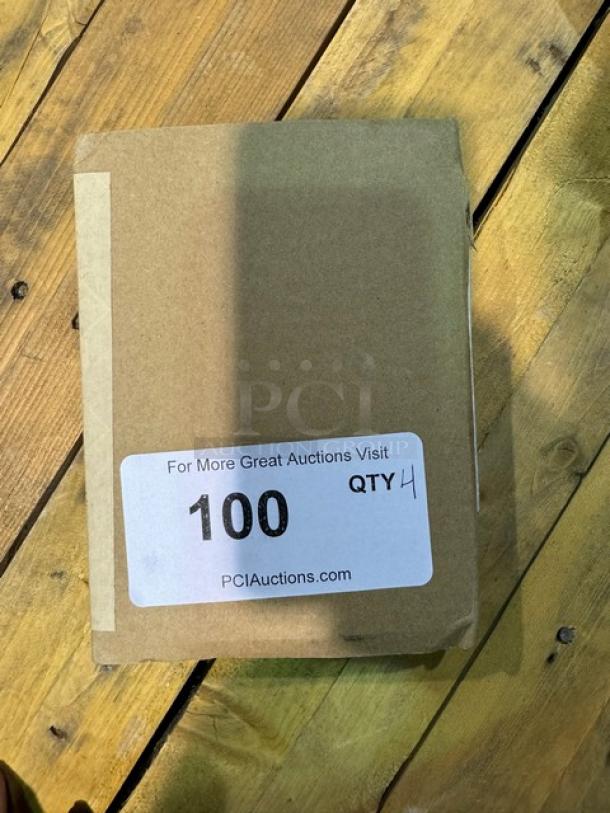 PCI
AUCTION GROUP
For More Great Auctions Visit
100
QTY 4
PCIAuctions.com